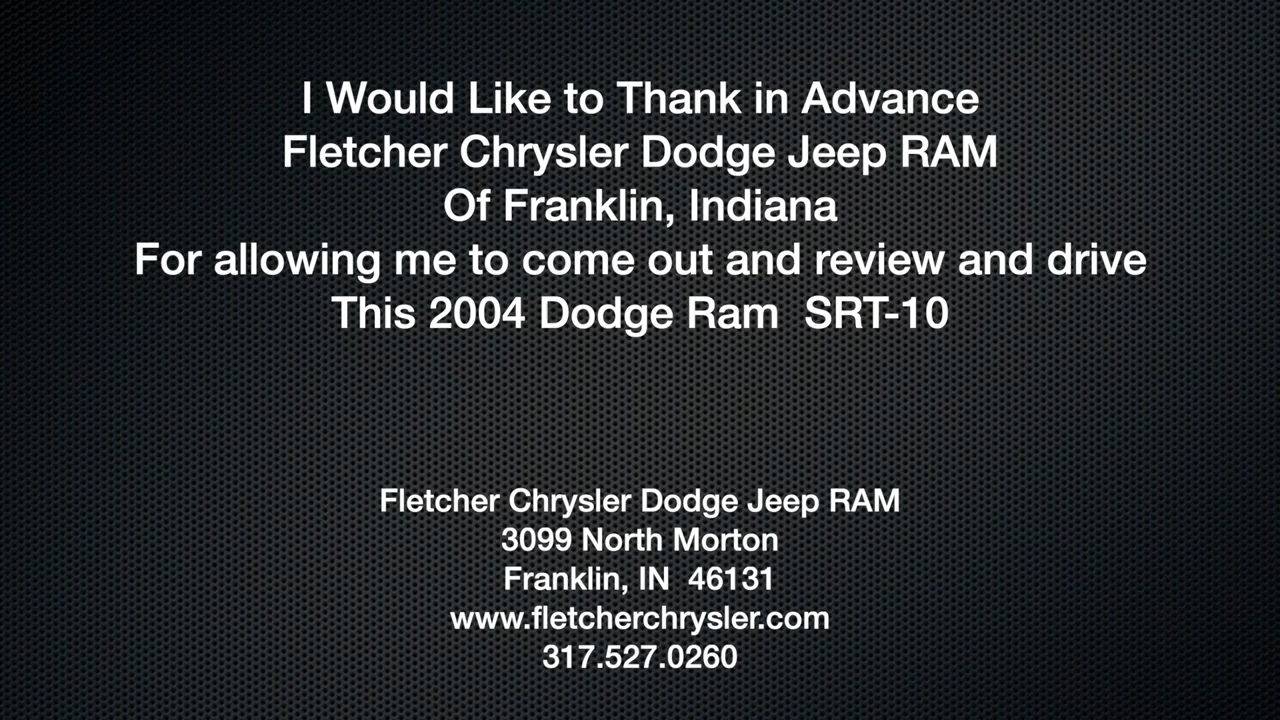 I Would Like to Thank in Advance
Fletcher Chrysler Dodge Jeep RAM
Of Franklin, Indiana
For allowing me to come out and review and drive
This 2004 Dodge Ram  SRT-10
Fletcher Chrysler Dodge Jeep RAM
3099 North Morton
Franklin, IN  46131
www.fletcherchrysler.com
317.527.0260